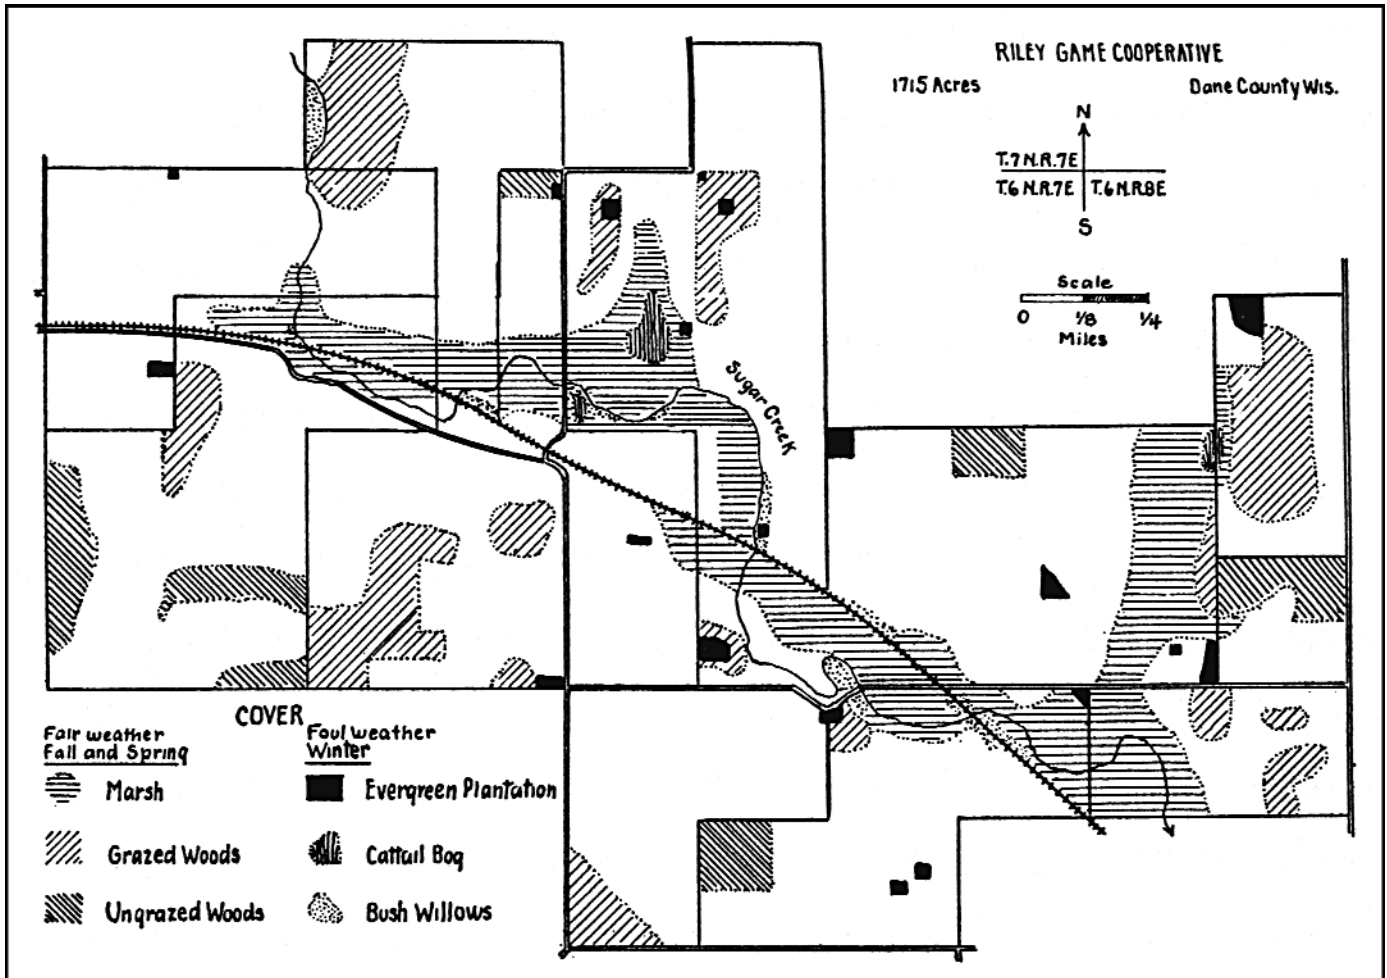 RILEY GAME COOPERATIVE
1715 Acres Dane County Wis.
N
T.7 N.R.7E
T.6 N.R.7E T.6 N.R.8E
S
Scale
0 1/8 1/4
Miles
Sugar Creek
COVER
Fair weather
Fall and Spring
Foul weather
Winter
Marsh
Evergreen Plantation
Grazed Woods
Cattail Bog
Ungrazed Woods
Bush Willows